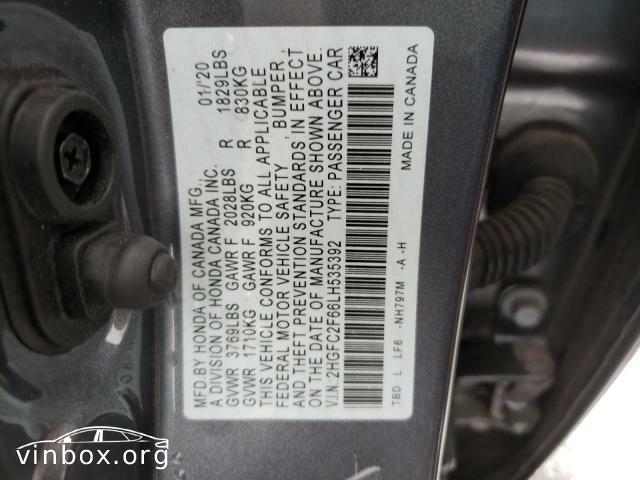 MFD.BY HONDA OF CANADA MFG. 01/'20
A DIVISION OF HONDA CANADA INC.
GVWR 3769LBS GAWR F 2028LBS R 1829LBS
GVWR 1710KG GAWR F 920KG R 830KG
THIS VEHICLE CONFORMS TO ALL APPLICABLE
FEDERAL MOTOR VEHICLE SAFETY , BUMPER ,
AND THEFT PREVENTION STANDARDS IN EFFECT
ON THE DATE OF MANUFACTURE SHOWN ABOVE.
V.I.N.:2HGFC2F66LH535392 TYPE: PASSENGER CAR
TBD L LF6 -NH797M -A -H MADE IN CANADA
vinbox.org